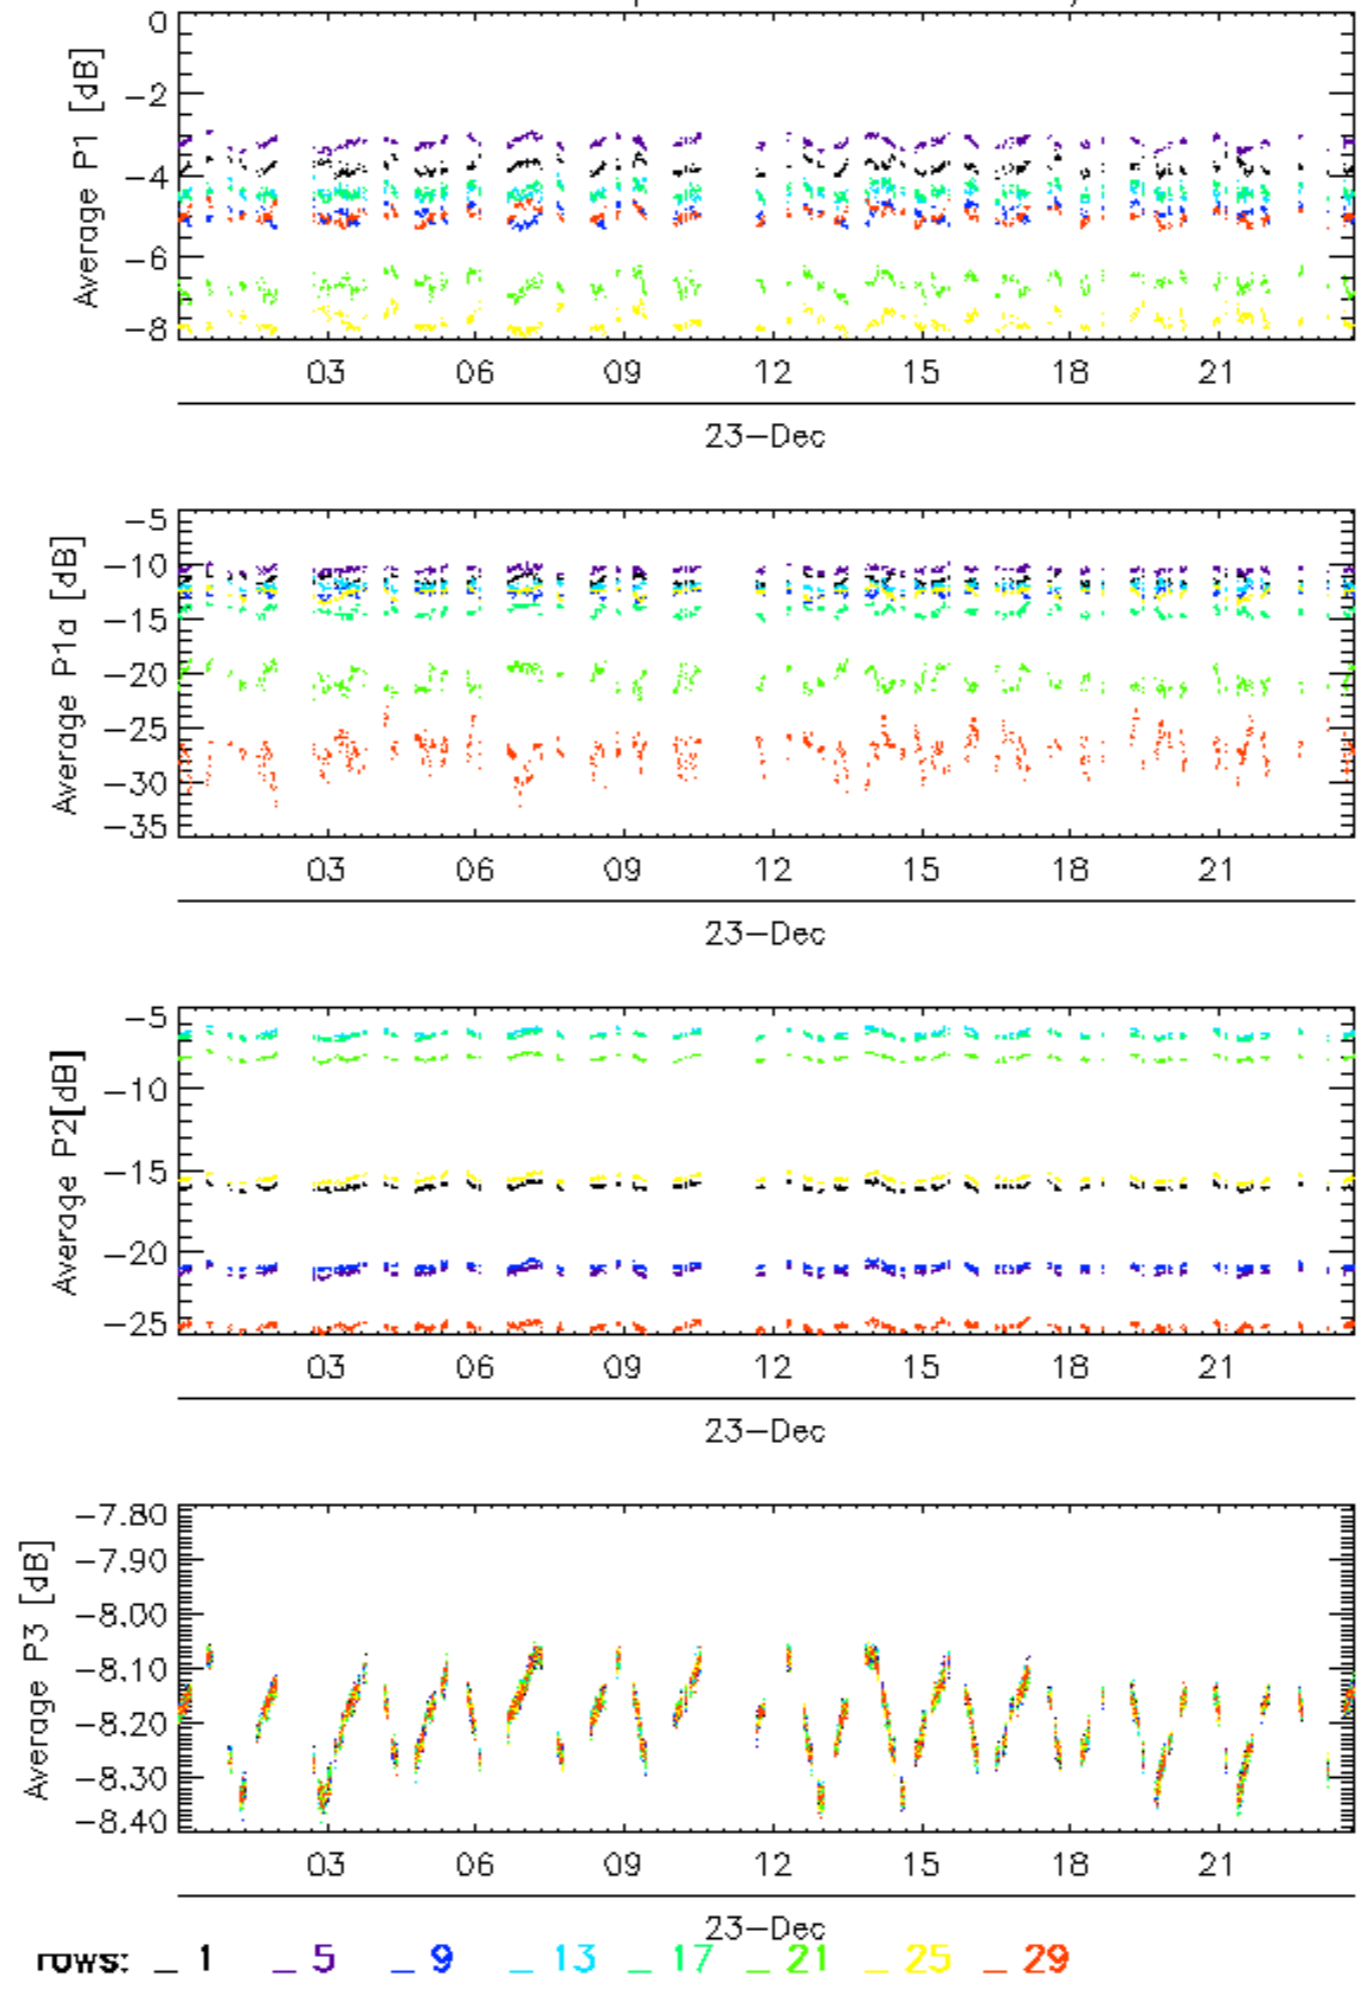 0
-2
-4
-6
-8
Average P1 [dB]
03 06 09 12 15 18 21
23-Dec
-5
-10
-15
-20
-25
-30
-35
Average P1a [dB]
03 06 09 12 15 18 21
23-Dec
-5
-10
-15
-20
-25
Average P2[dB]
03 06 09 12 15 18 21
23-Dec
-7.80
-7.90
-8.00
-8.10
-8.20
-8.30
-8.40
Average P3 [dB]
03 06 09 12 15 18 21
23-Dec
rows: _ 1 _ 5 _ 9 _ 13 _ 17 _ 21 _ 25 _ 29